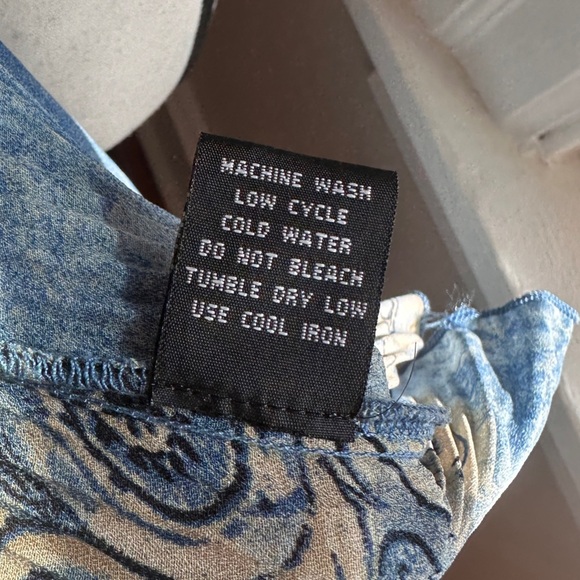 MACHINE WASH
LOW CYCLE
COLD WATER
DO NOT BLEACH
TUMBLE DRY LOW
USE COOL IRON